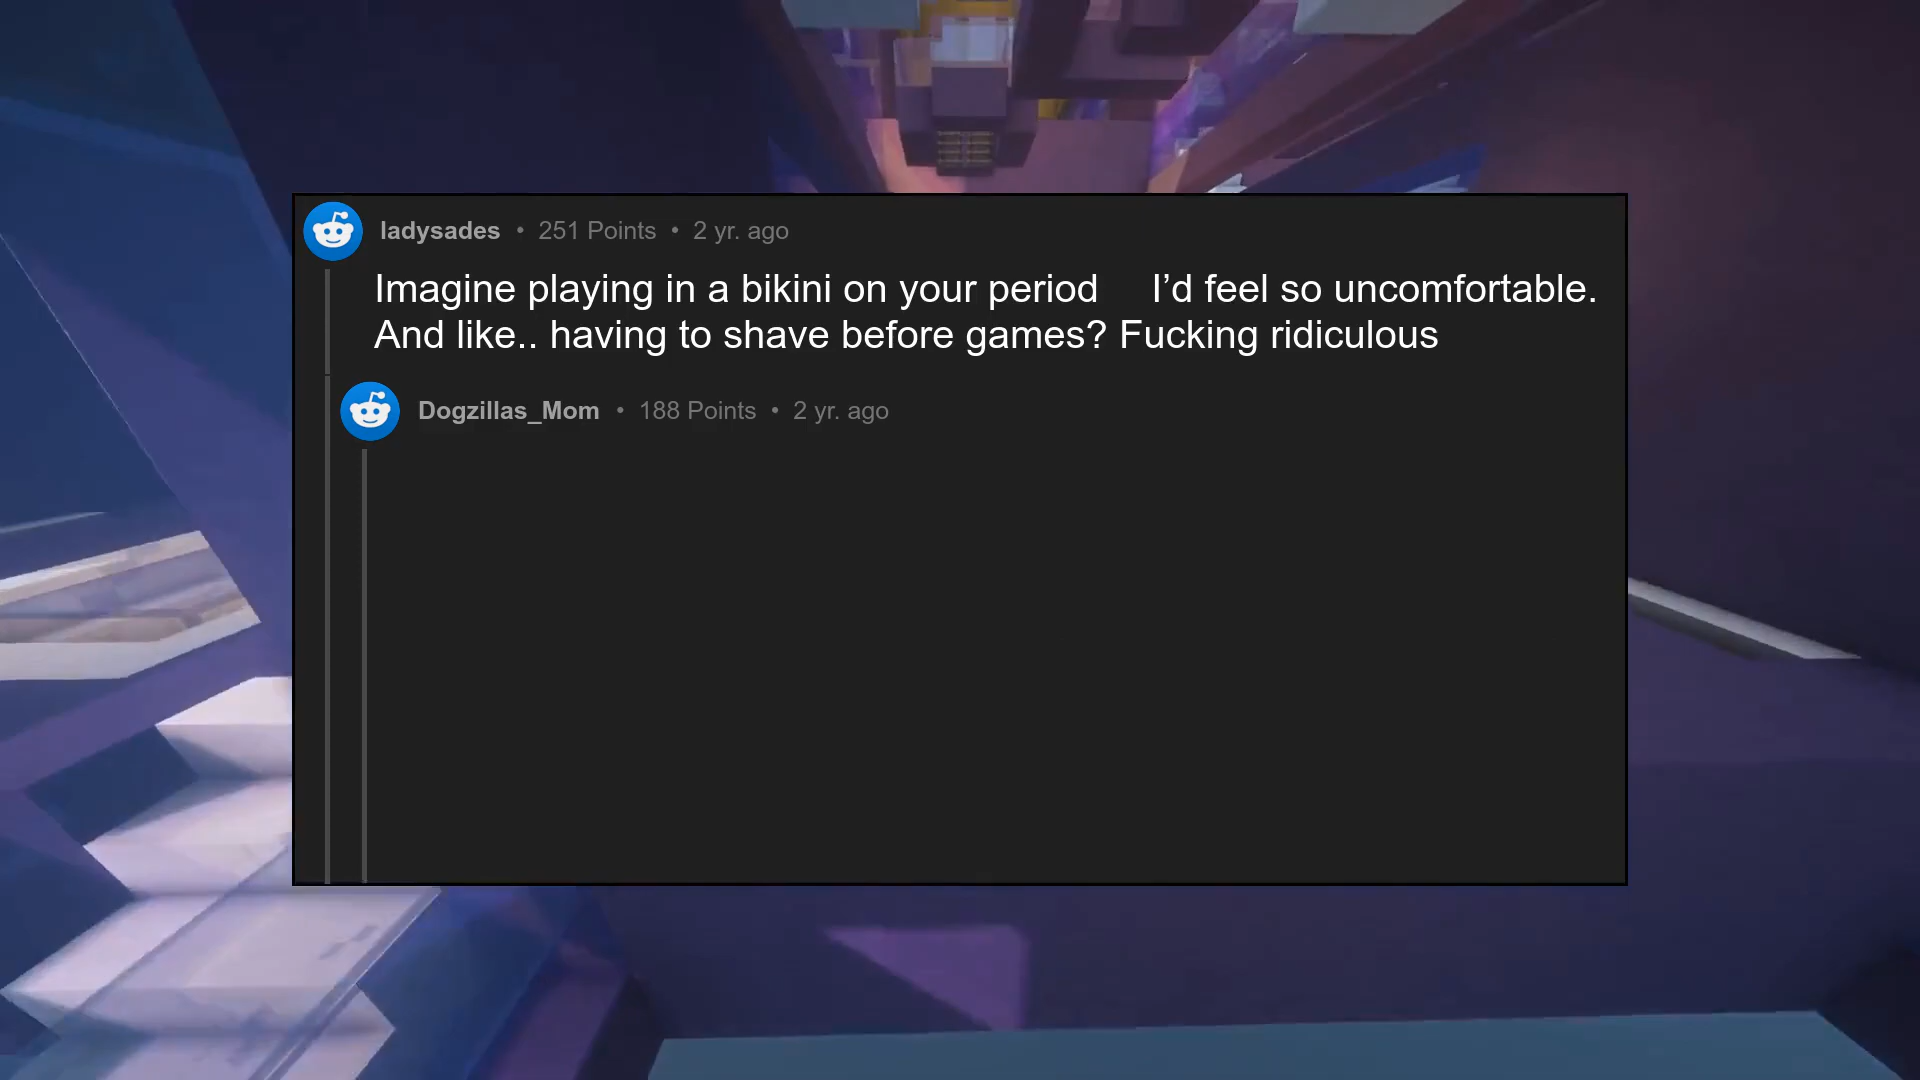 ladysades • 251 Points • 2 yr. ago
Imagine playing in a bikini on your period I’d feel so uncomfortable.
And like.. having to shave before games? Fucking ridiculous
Dogzillas_Mom • 188 Points • 2 yr. ago